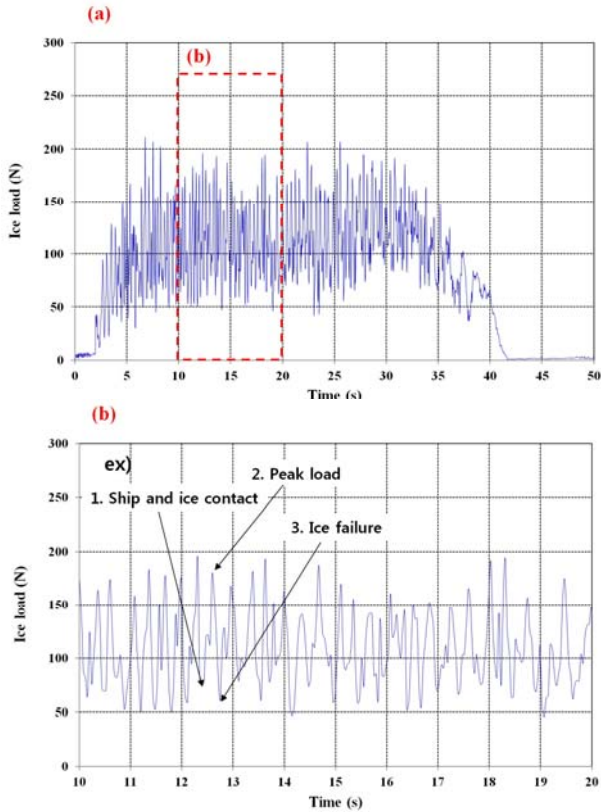 (a)
300
(b)
250
200
150
100
50
0
Ice load (N)
0 5 10 15 20 25 30 35 40 45 50
Time (s)
(b)
300
ex)
2. Peak load
1. Ship and ice contact
250
3. Ice failure
200
150
100
50
0
Ice load (N)
10 11 12 13 14 15 16 17 18 19 20
Time (s)